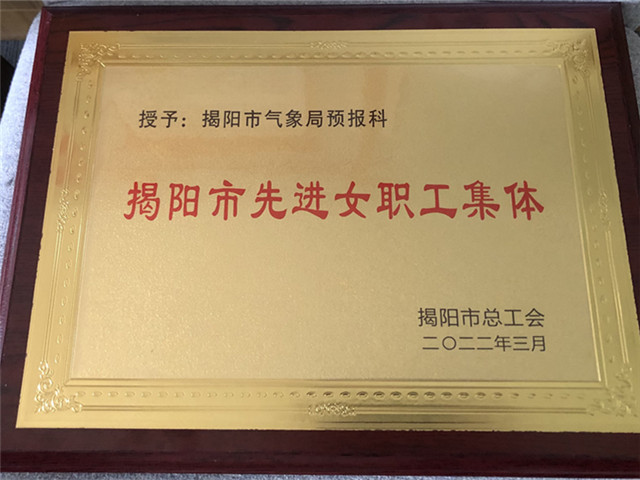 授予：揭阳市气象局预报科
揭阳市先进女职工集体
揭阳市总工会
二〇二二年三月